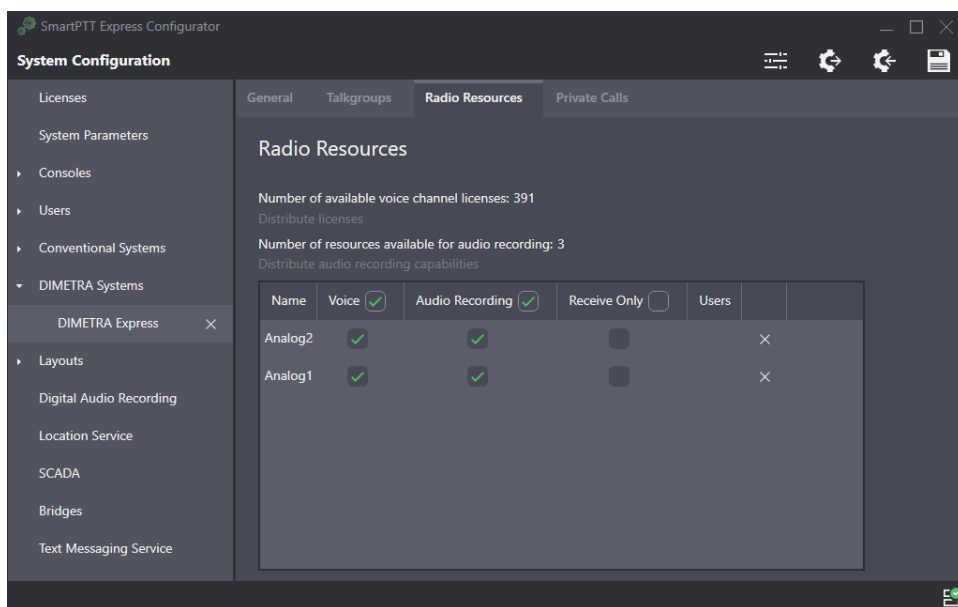 SmartPTT Express Configurator
System Configuration
Licenses
System Parameters
Consoles
Users
Conventional Systems
DIMETRA Systems
DIMETRA Express
Layouts
Digital Audio Recording
Location Service
SCADA
Bridges
Text Messaging Service
General Talkgroups Radio Resources Private Calls
Radio Resources
Number of available voice channel licenses: 391
Distribute licenses
Number of resources available for audio recording: 3
Distribute audio recording capabilities
Name Voice Audio Recording Receive Only Users
Analog2
Analog1